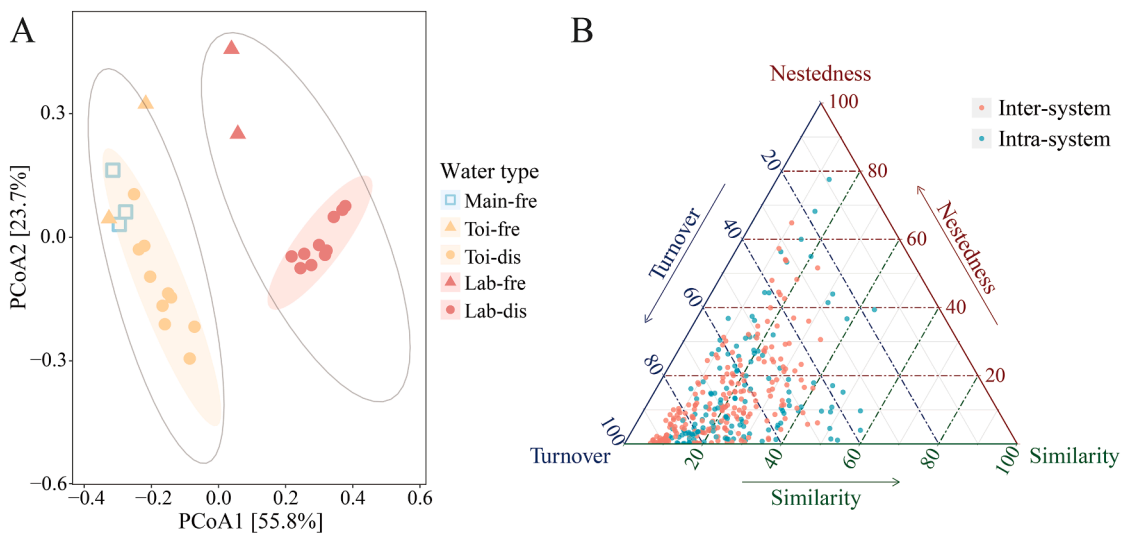 A
0.3
0.0
−0.3
−0.6
−0.4
−0.2
0.0
0.2
0.4
0.6
PCoA2 [23.7%]
PCoA1 [55.8%]
Water type
Main-fre
Toi-fre
Toi-dis
Lab-fre
Lab-dis
B
Nestedness
100
80
60
40
20
Inter-system
Intra-system
20
40
60
80
100
Turnover
Nestedness
Turnover
20
40
60
80
100
Similarity
Similarity